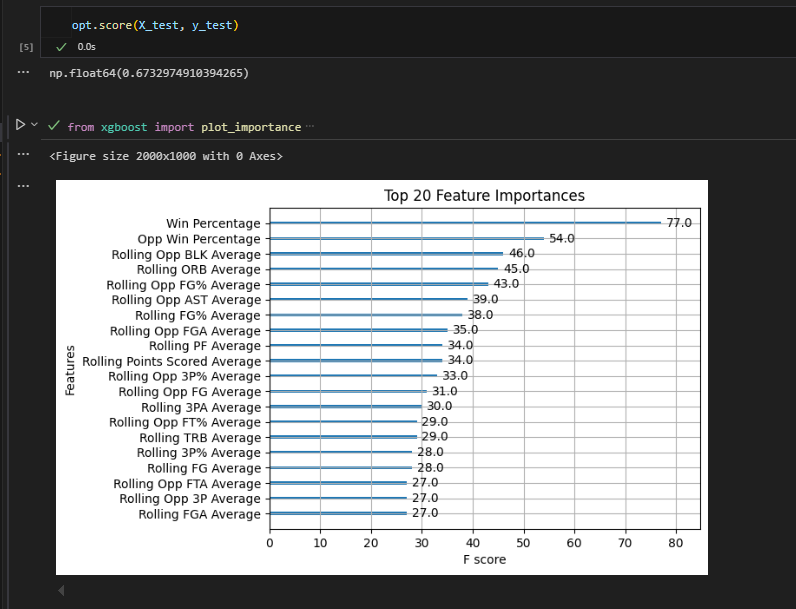 opt.score(X_test, y_test)
[5]
0.0s
...
np.float64(0.6732974910394265)
from xgboost import plot_importance ...
...
<Figure size 2000x1000 with 0 Axes>
...
Top 20 Feature Importances
Win Percentage 77.0
Opp Win Percentage 54.0
Rolling Opp BLK Average 46.0
Rolling ORB Average 45.0
Rolling Opp FG% Average 43.0
Rolling Opp AST Average 39.0
Rolling FG% Average 38.0
Rolling Opp FGA Average 35.0
Rolling PF Average 34.0
Rolling Points Scored Average 34.0
Rolling Opp 3P% Average 33.0
Rolling Opp FG Average 31.0
Rolling 3PA Average 30.0
Rolling Opp FT% Average 29.0
Rolling TRB Average 29.0
Rolling 3P% Average 28.0
Rolling FG Average 28.0
Rolling Opp FTA Average 27.0
Rolling Opp 3P Average 27.0
Rolling FGA Average 27.0
Features
0 10 20 30 40 50 60 70 80
F score